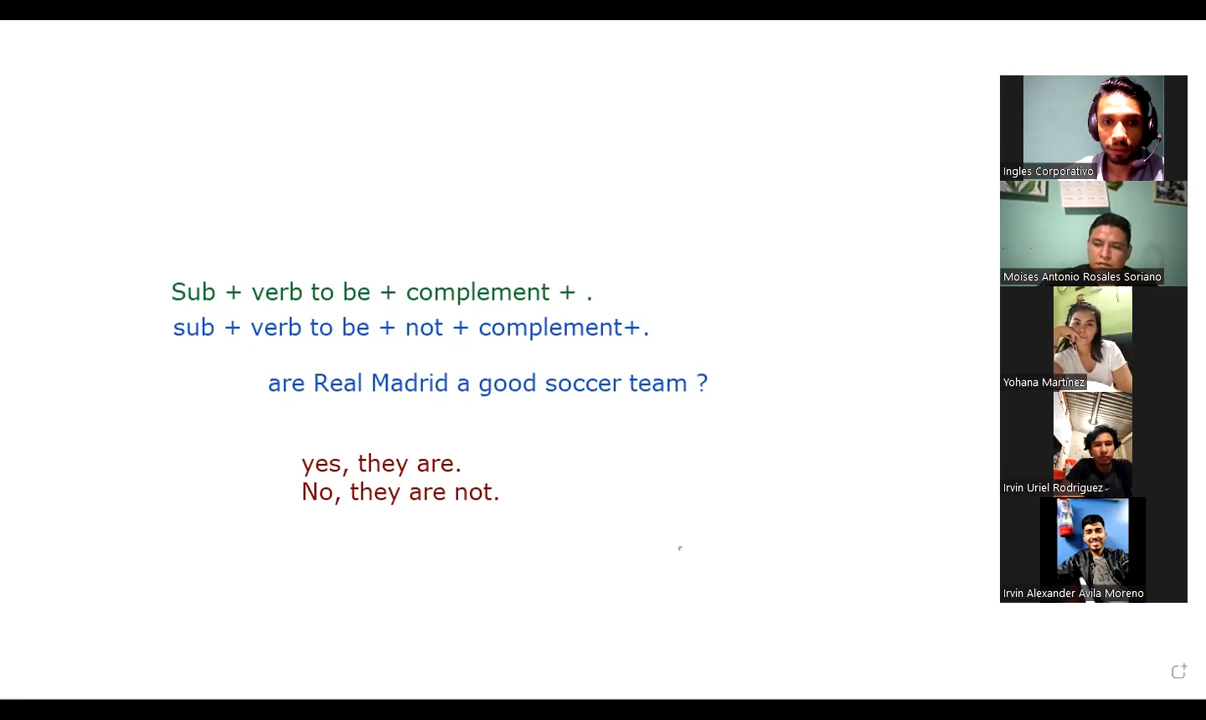 Sub + verb to be + complement + .
sub + verb to be + not + complement+.
are Real Madrid a good soccer team ?
yes, they are.
No, they are not.
Ingles Corporativo
Moises Antonio Rosales Soriano
Yohana Martínez
Irvin Uriel Rodriguez
Irvin Alexander Avila Moreno